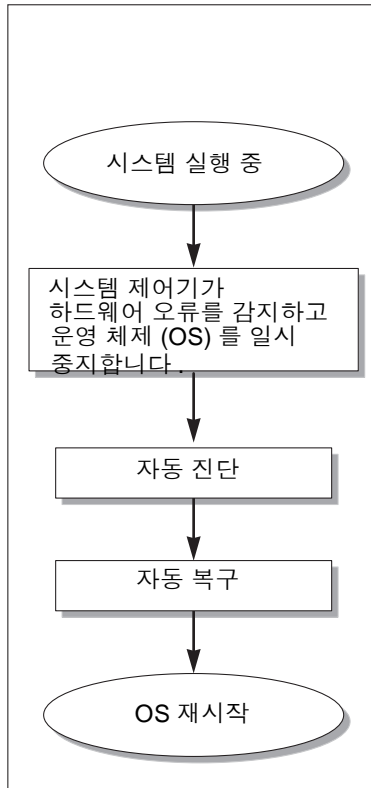 시스템 실행 중
시스템 제어기가
하드웨어 오류를 감지하고
운영 체제 (OS) 를 일시
중지합니다 .
자동 진단
자동 복구
OS 재시작